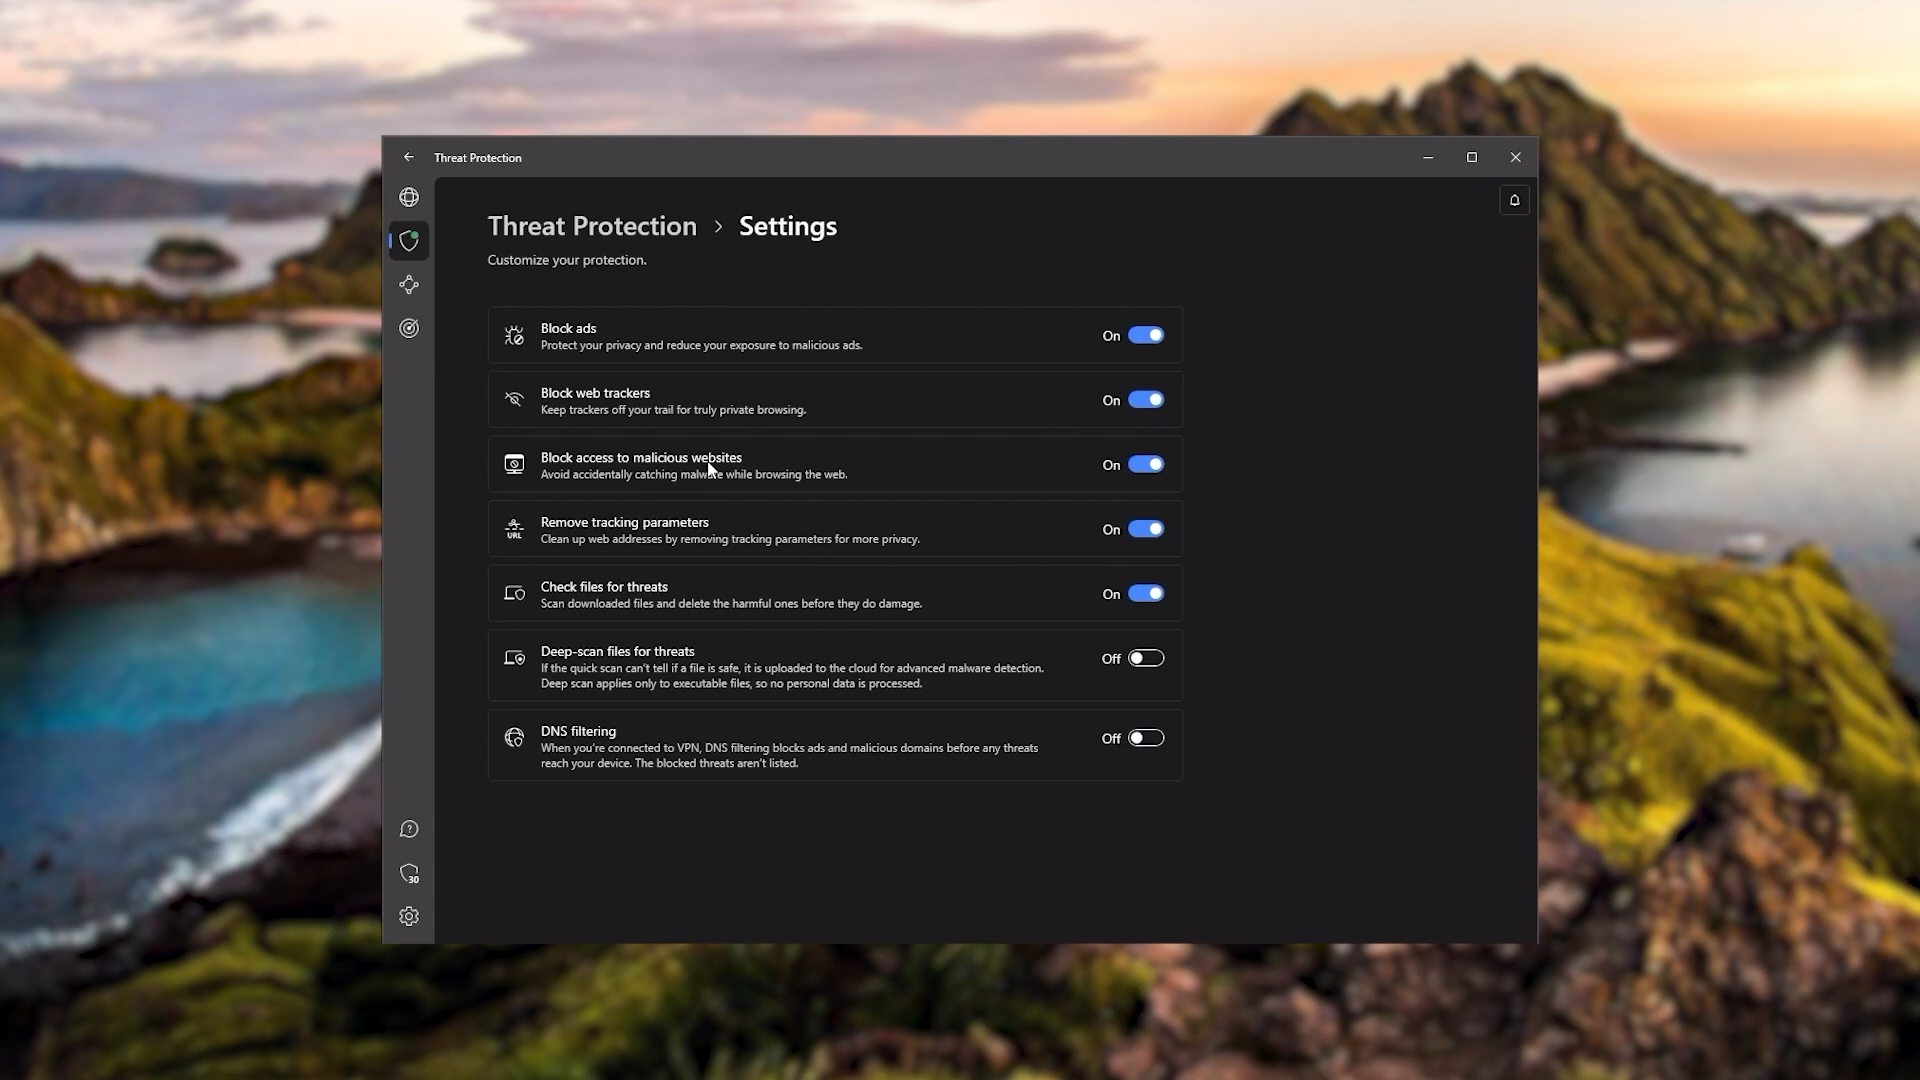 Threat Protection
Threat Protection > Settings
Customize your protection.
Block ads
On
Protect your privacy and reduce your exposure to malicious ads.
Block web trackers
On
Keep trackers off your trail for truly private browsing.
Block access to malicious websites
On
Avoid accidentally catching malware while browsing the web.
Remove tracking parameters
On
URL
Clean up web addresses by removing tracking parameters for more privacy.
Check files for threats
On
Scan downloaded files and delete the harmful ones before they do damage.
Deep-scan files for threats
Off
If the quick scan can't tell if a file is safe, it is uploaded to the cloud for advanced malware detection.
Deep scan applies only to executable files, so no personal data is processed.
DNS filtering
Off
When you're connected to VPN, DNS filtering blocks ads and malicious domains before any threats
reach your device. The blocked threats aren't listed.
?
30